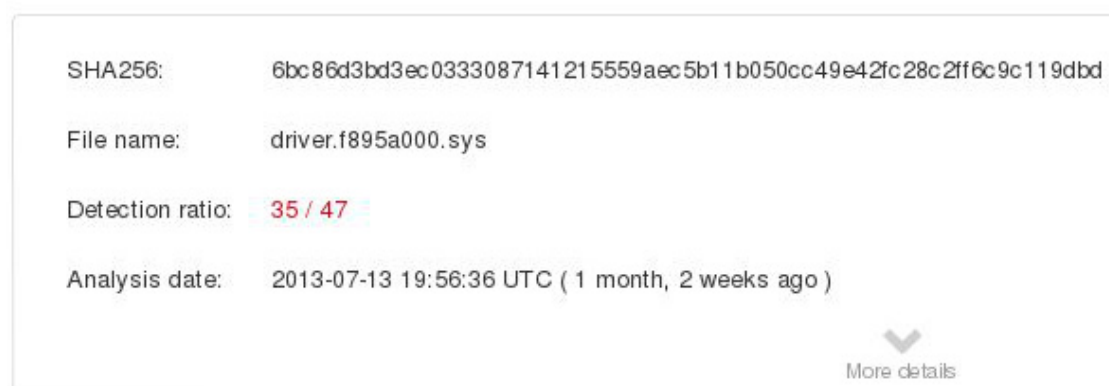 SHA256: 6bc86d3bd3ec0333087141215559aec5b11b050cc49e42fc28c2ff6c9c119dbd
File name: driver.f895a000.sys
Detection ratio: 35 / 47
Analysis date: 2013-07-13 19:56:36 UTC ( 1 month, 2 weeks ago )
More details